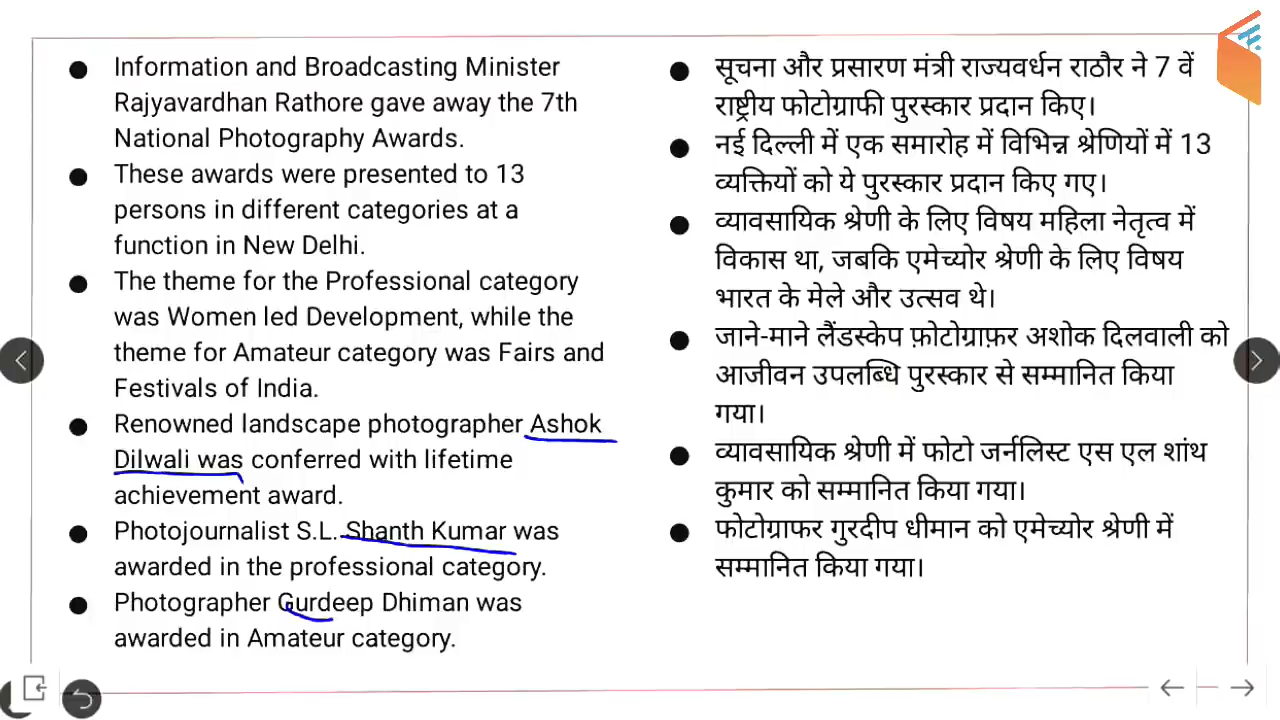 Information and Broadcasting Minister
Rajyavardhan Rathore gave away the 7th
National Photography Awards.
These awards were presented to 13
persons in different categories at a
function in New Delhi.
The theme for the Professional category
was Women led Development, while the
theme for Amateur category was Fairs and
Festivals of India.
Renowned landscape photographer Ashok
Dilwali was conferred with lifetime
achievement award.
Photojournalist S.L. Shanth Kumar was
awarded in the professional category.
Photographer Gurdeep Dhiman was
awarded in Amateur category.
सूचना और प्रसारण मंत्री राज्यवर्धन राठौर ने 7 वें
राष्ट्रीय फोटोग्राफी पुरस्कार प्रदान किए।
नई दिल्ली में एक समारोह में विभिन्न श्रेणियों में 13
व्यक्तियों को ये पुरस्कार प्रदान किए गए।
व्यावसायिक श्रेणी के लिए विषय महिला नेतृत्व में
विकास था, जबकि एमेच्योर श्रेणी के लिए विषय
भारत के मेले और उत्सव थे।
जाने-माने लैंडस्केप फ़ोटोग्राफ़र अशोक दिलवाली को
आजीवन उपलब्धि पुरस्कार से सम्मानित किया
गया।
व्यावसायिक श्रेणी में फोटो जर्नलिस्ट एस एल शांथ
कुमार को सम्मानित किया गया।
फोटोग्राफर गुरदीप धीमान को एमेच्योर श्रेणी में
सम्मानित किया गया।